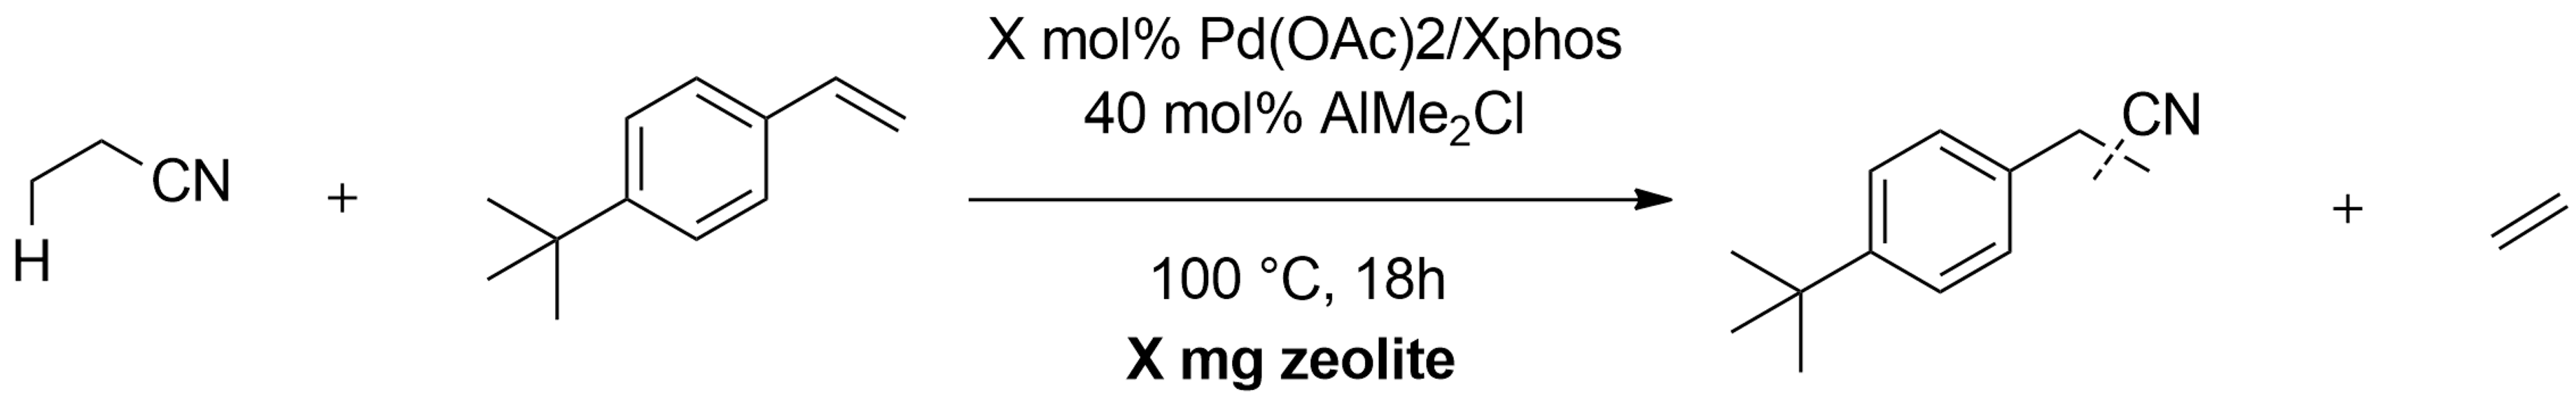 CN
H
+
X mol% Pd(OAc)2/Xphos
40 mol% AlMe₂Cl
100 °C, 18h
X mg zeolite
CN
+